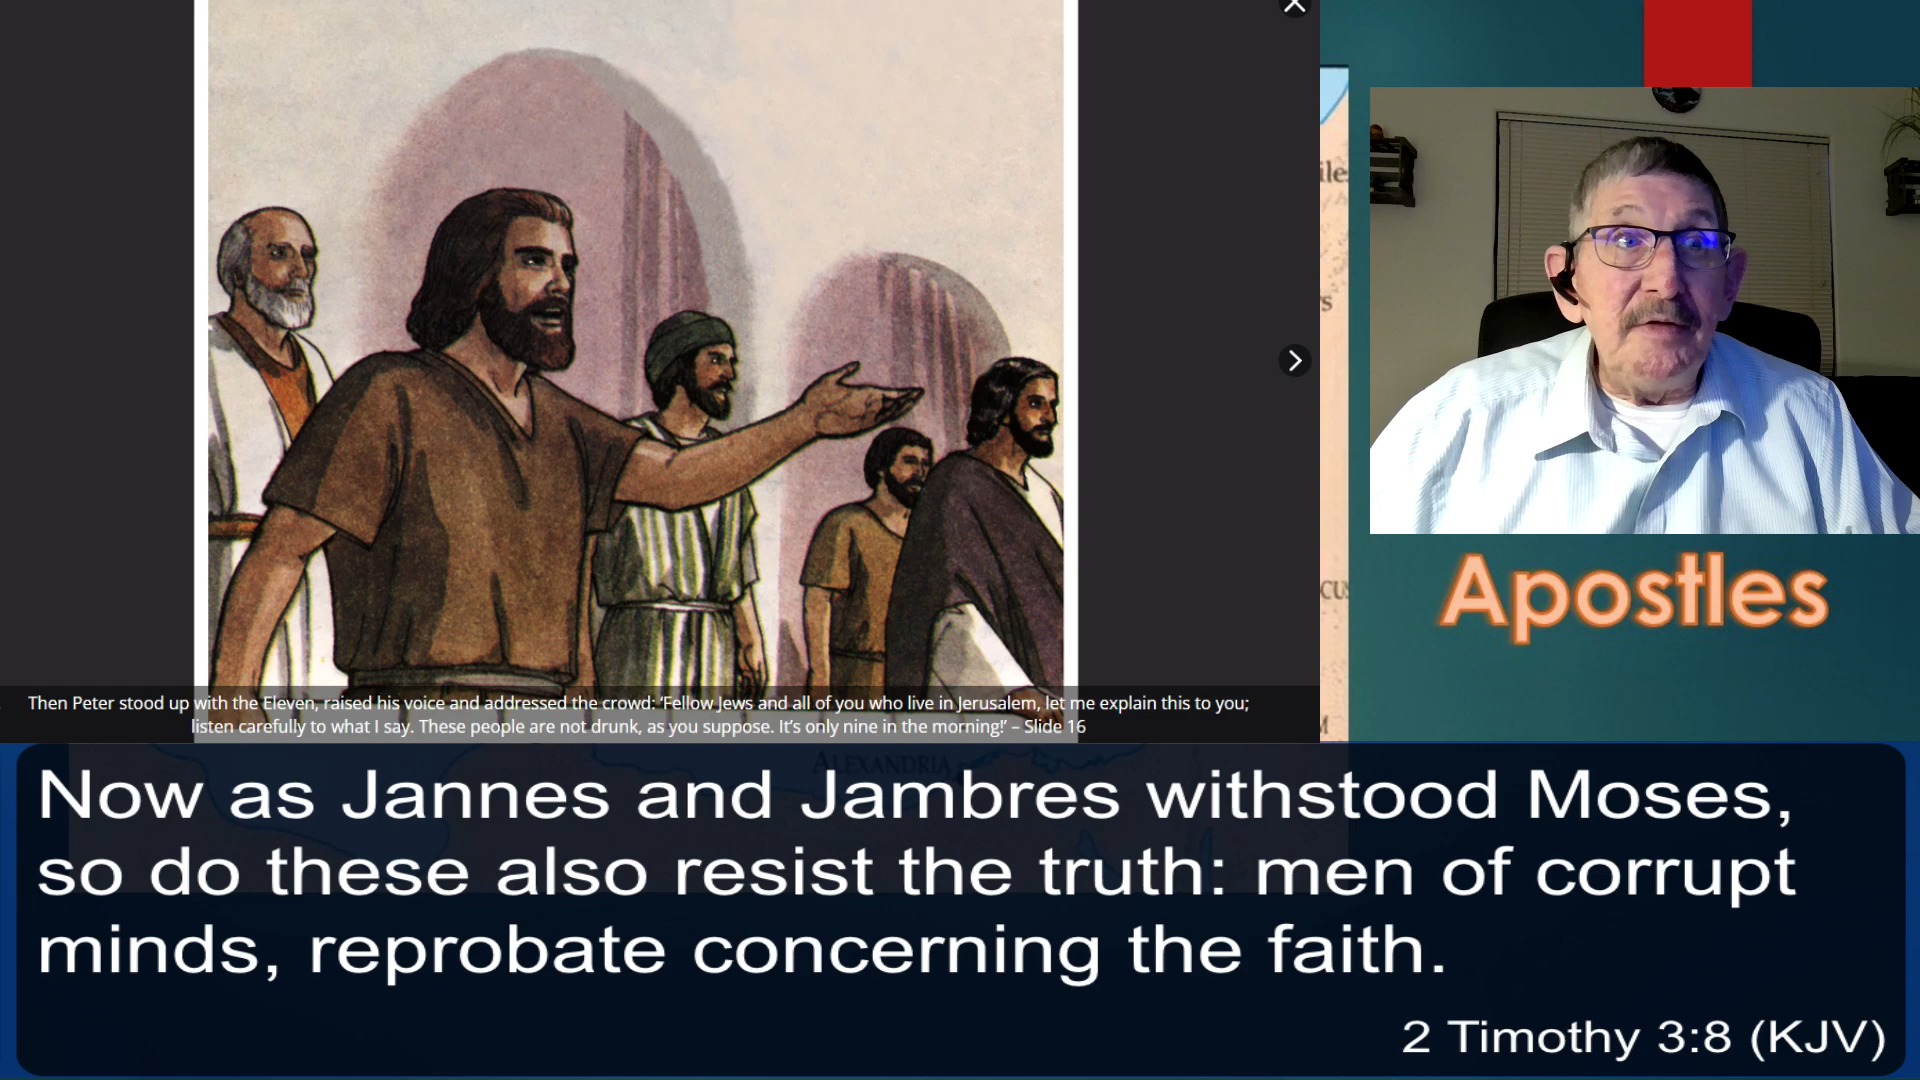 Then Peter stood up with the Eleven, raised his voice and addressed the crowd: ‘Fellow Jews and all of you who live in Jerusalem, let me explain this to you;
listen carefully to what I say. These people are not drunk, as you suppose. It’s only nine in the morning!’ – Slide 16
Apostles
ALEXANDRIA
Now as Jannes and Jambres withstood Moses,
so do these also resist the truth: men of corrupt
minds, reprobate concerning the faith.
2 Timothy 3:8 (KJV)